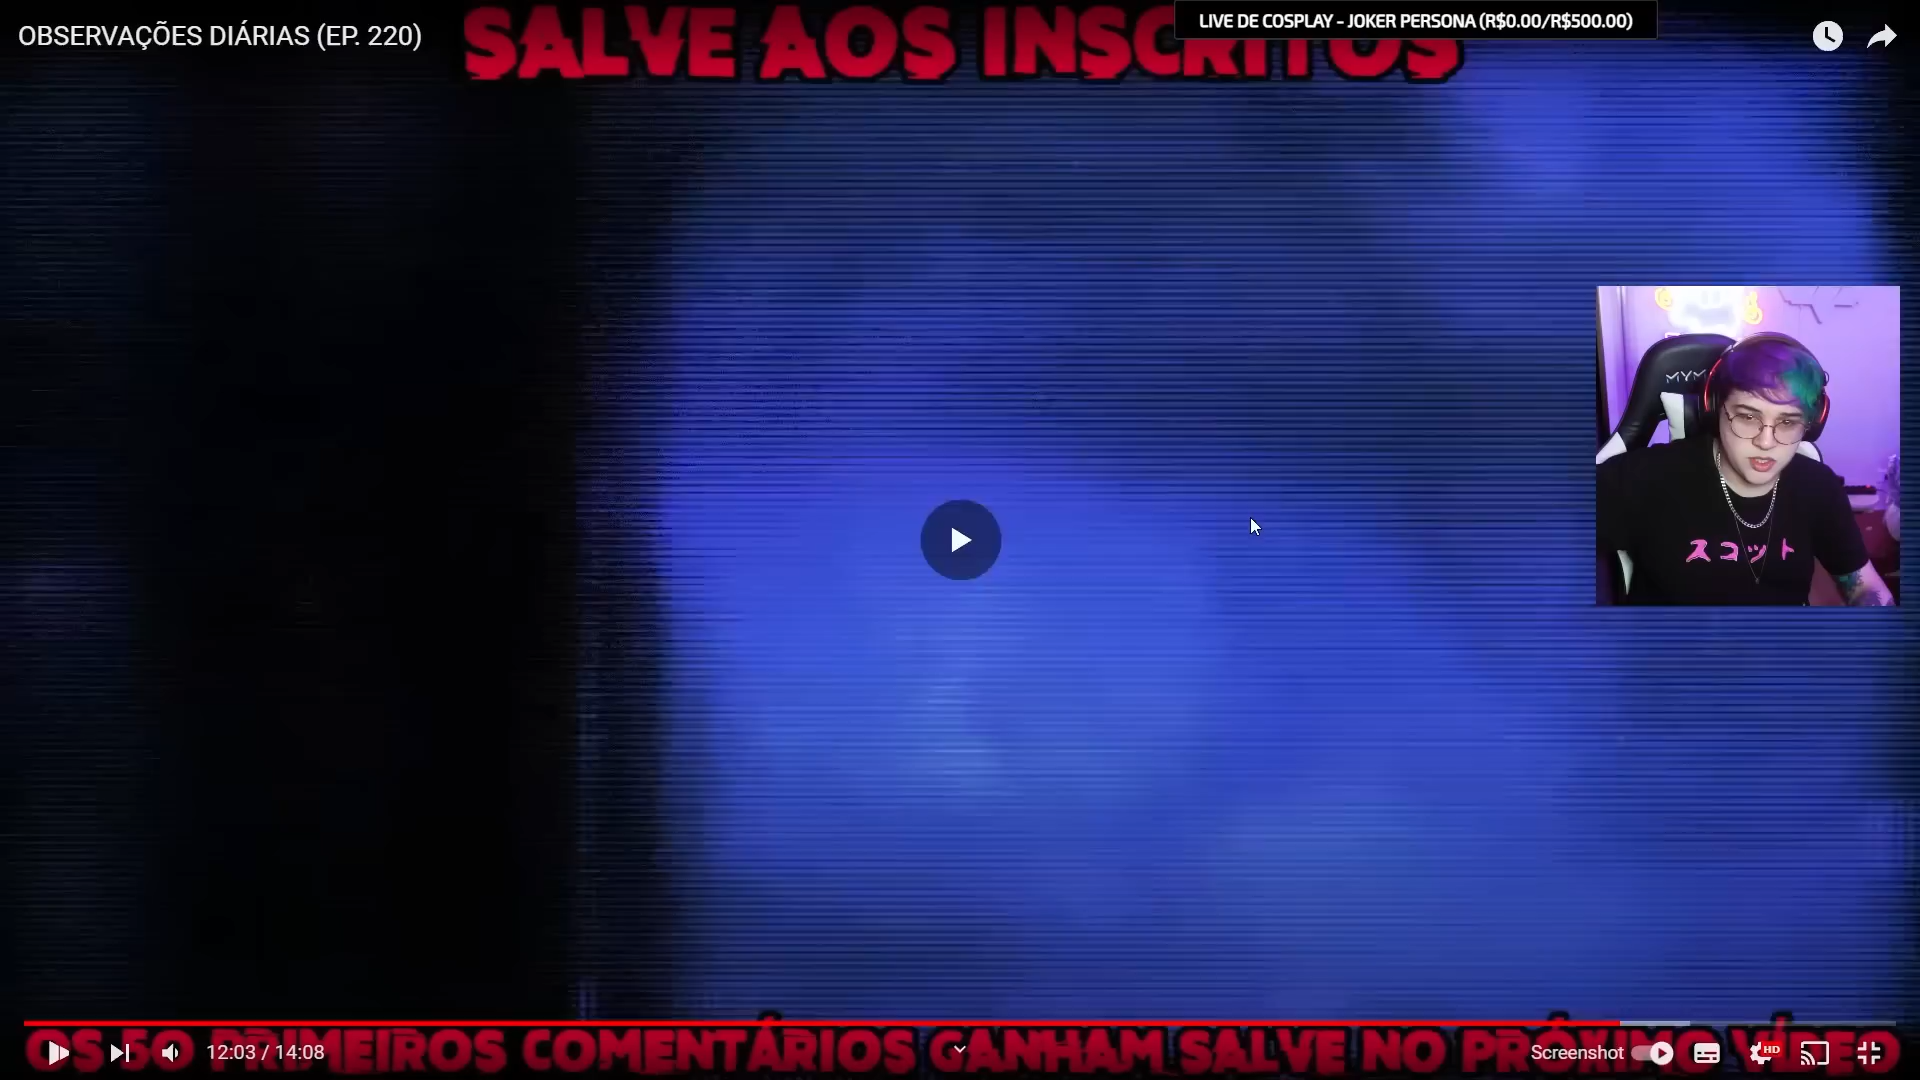 OBSERVAÇÕES DIÁRIAS (EP. 220)
SALVE AOS INSCRITOS
LIVE DE COSPLAY - JOKER PERSONA (R$0.00/R$500.00)
MYM
スコット
OS 50 PRIMEIROS COMENTÁRIOS GANHAM SALVE NO PRÓXIMO VÍDEO
12:03 / 14:08
Screenshot
HD